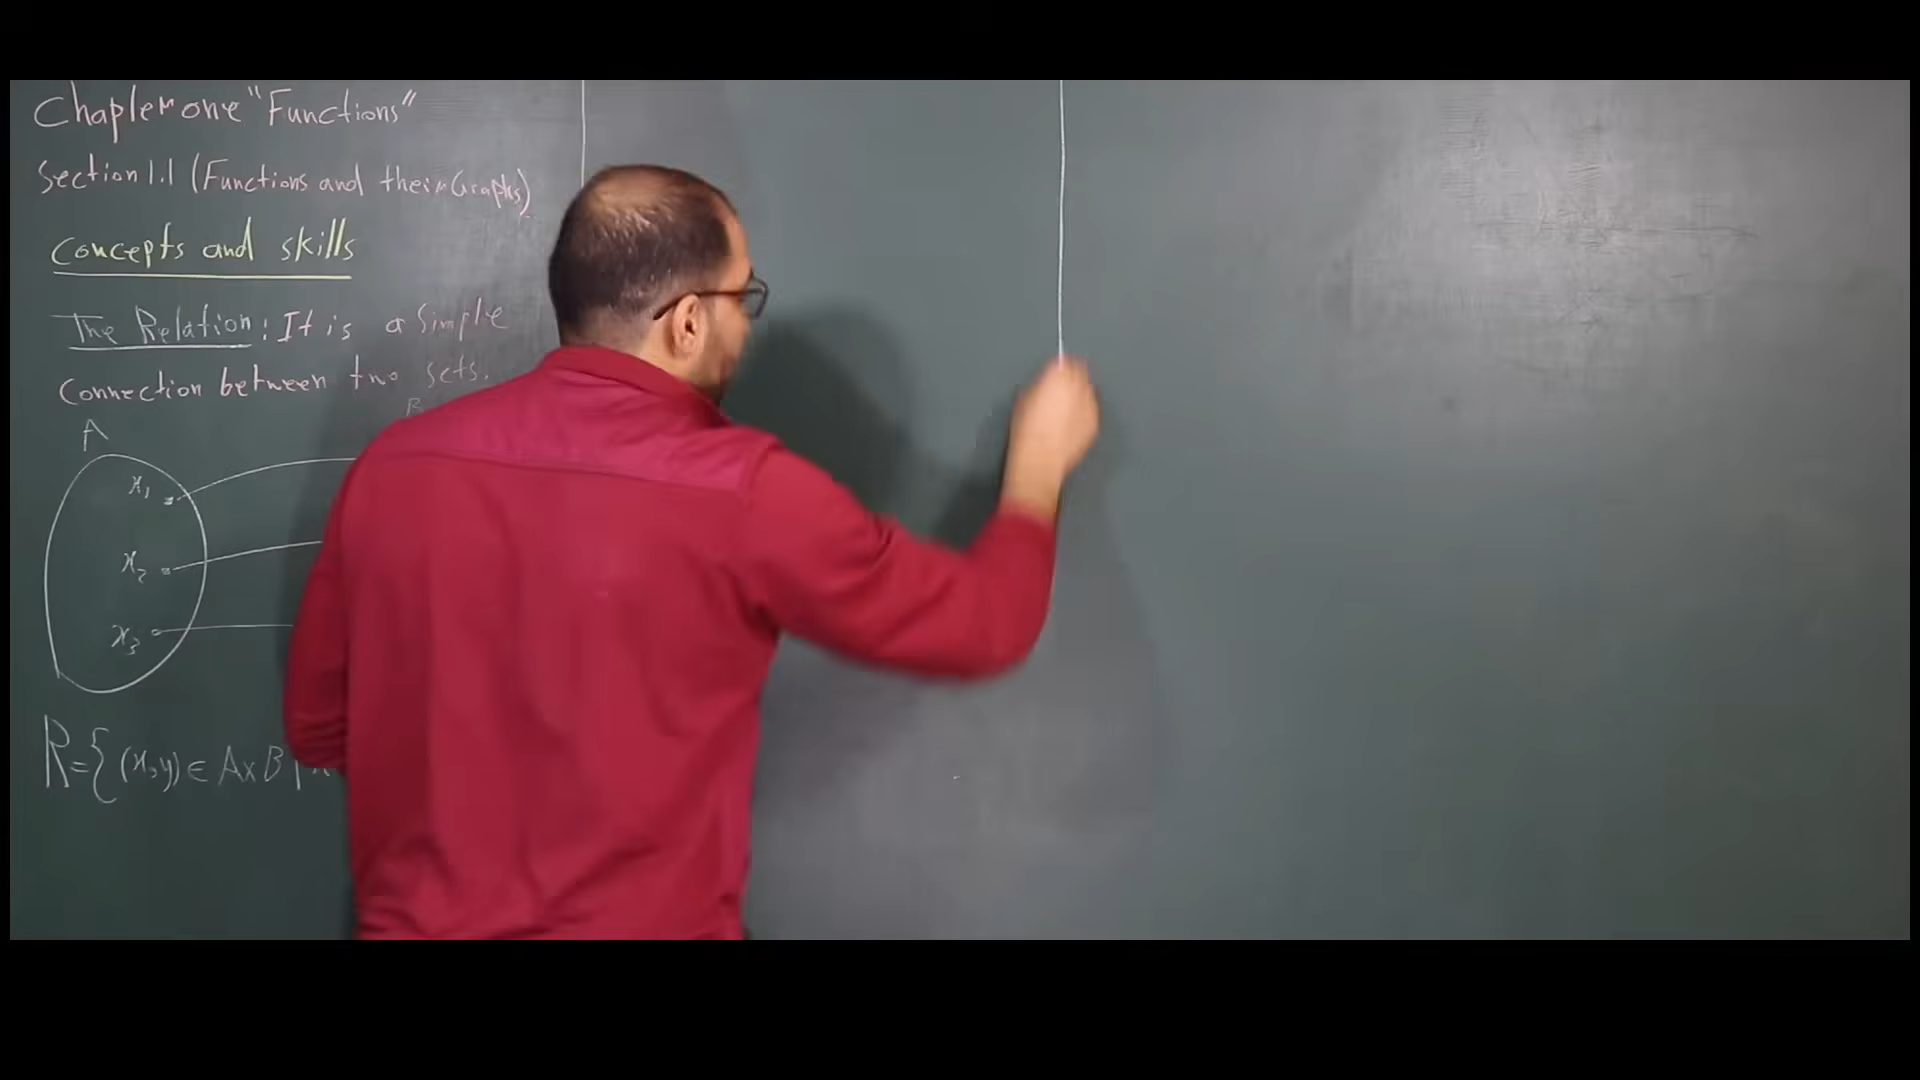 Chapter one "Functions"
Section 1.1 (Functions and their Graphs)
Concepts and skills
The Relation: It is a simple
Connection between two sets.
A
B
x₁
x₂
x₃
R={(x,y)∈A×B|x